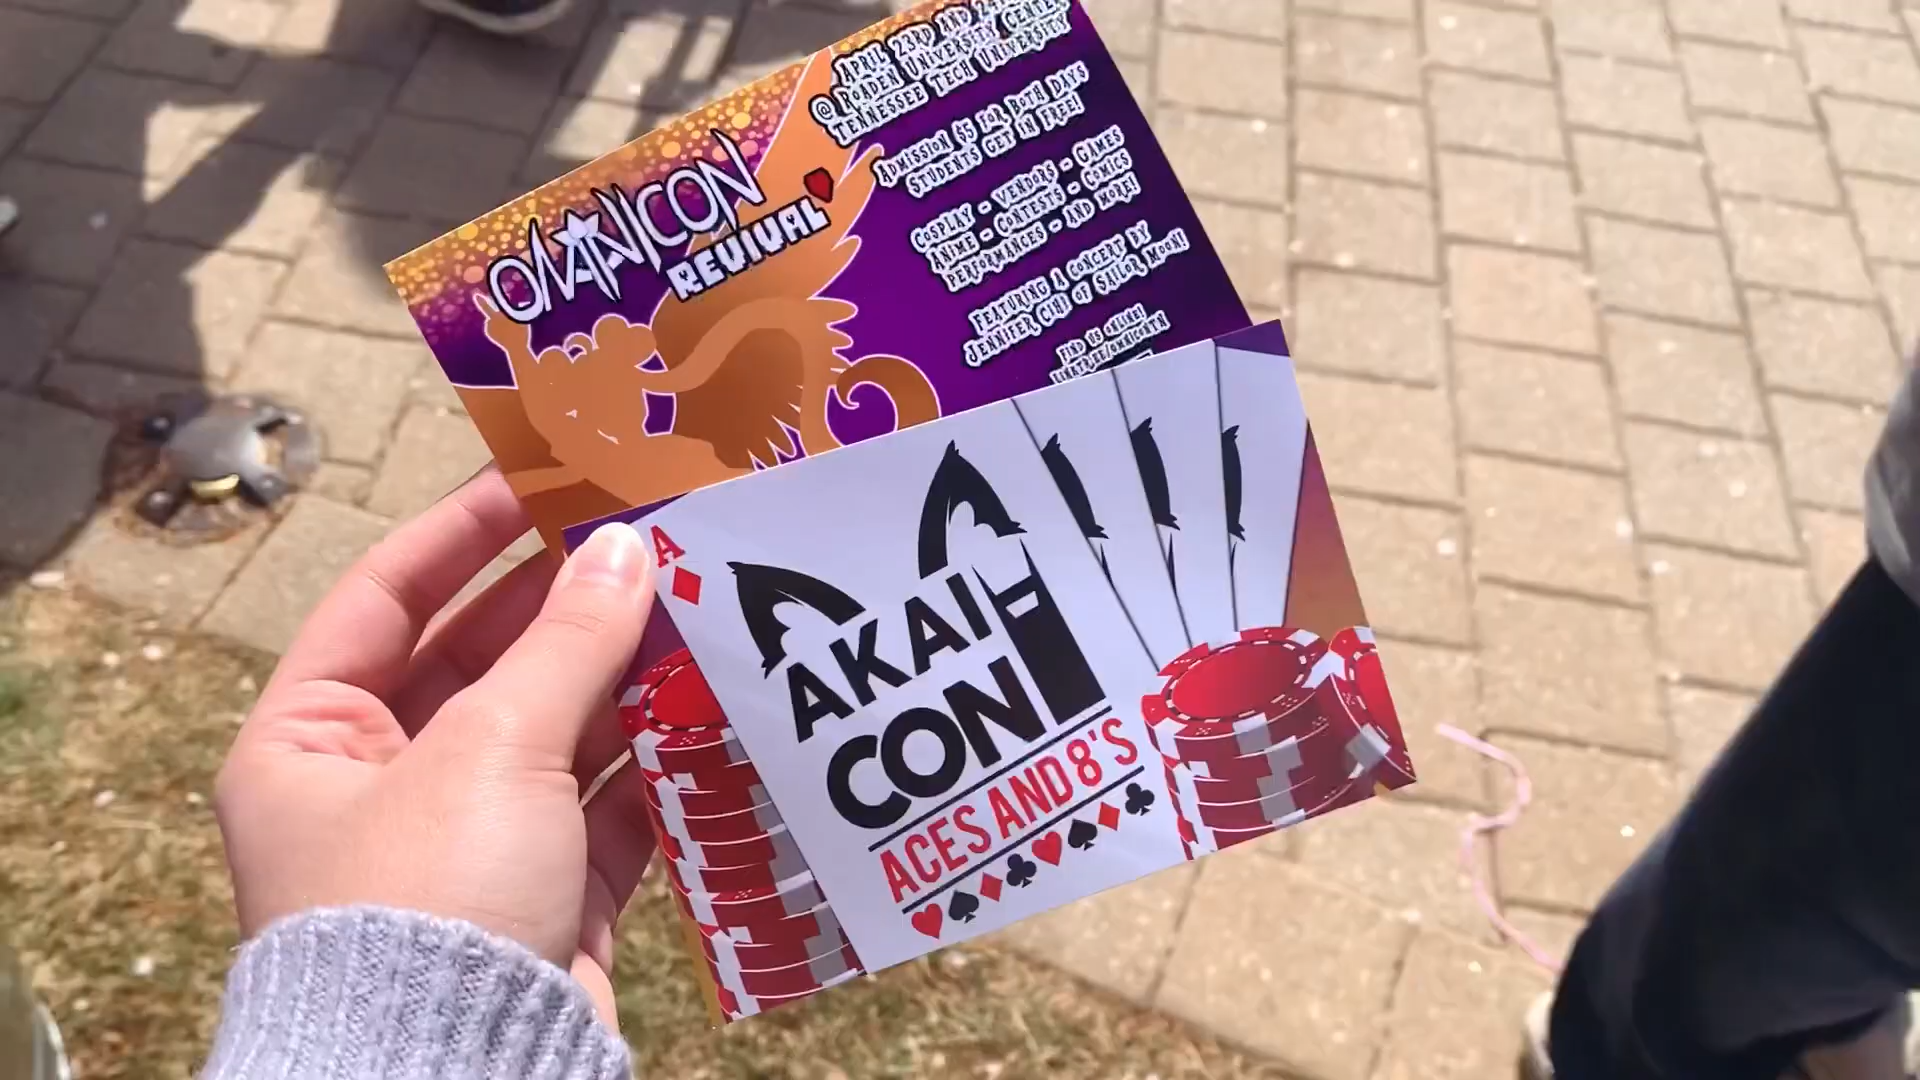 OMNICON
REVIVAL
APRIL 23RD AND
@ ROADEN UNIVERSITY CENTER
TENNESSEE TECH UNIVERSITY
ADMISSION $5 FOR BOTH DAYS
STUDENTS GET IN FREE!
COSPLAY - VENDORS - GAMES
ANIME - CONTESTS - COMICS
PERFORMANCES - AND MORE!
FEATURING A CONCERT BY
JENNIFER CIHI OF SAILOR MOON!
FIND US ONLINE!
LINKTREE/OMNICONTN
A
AKAI
CON
ACES AND 8'S